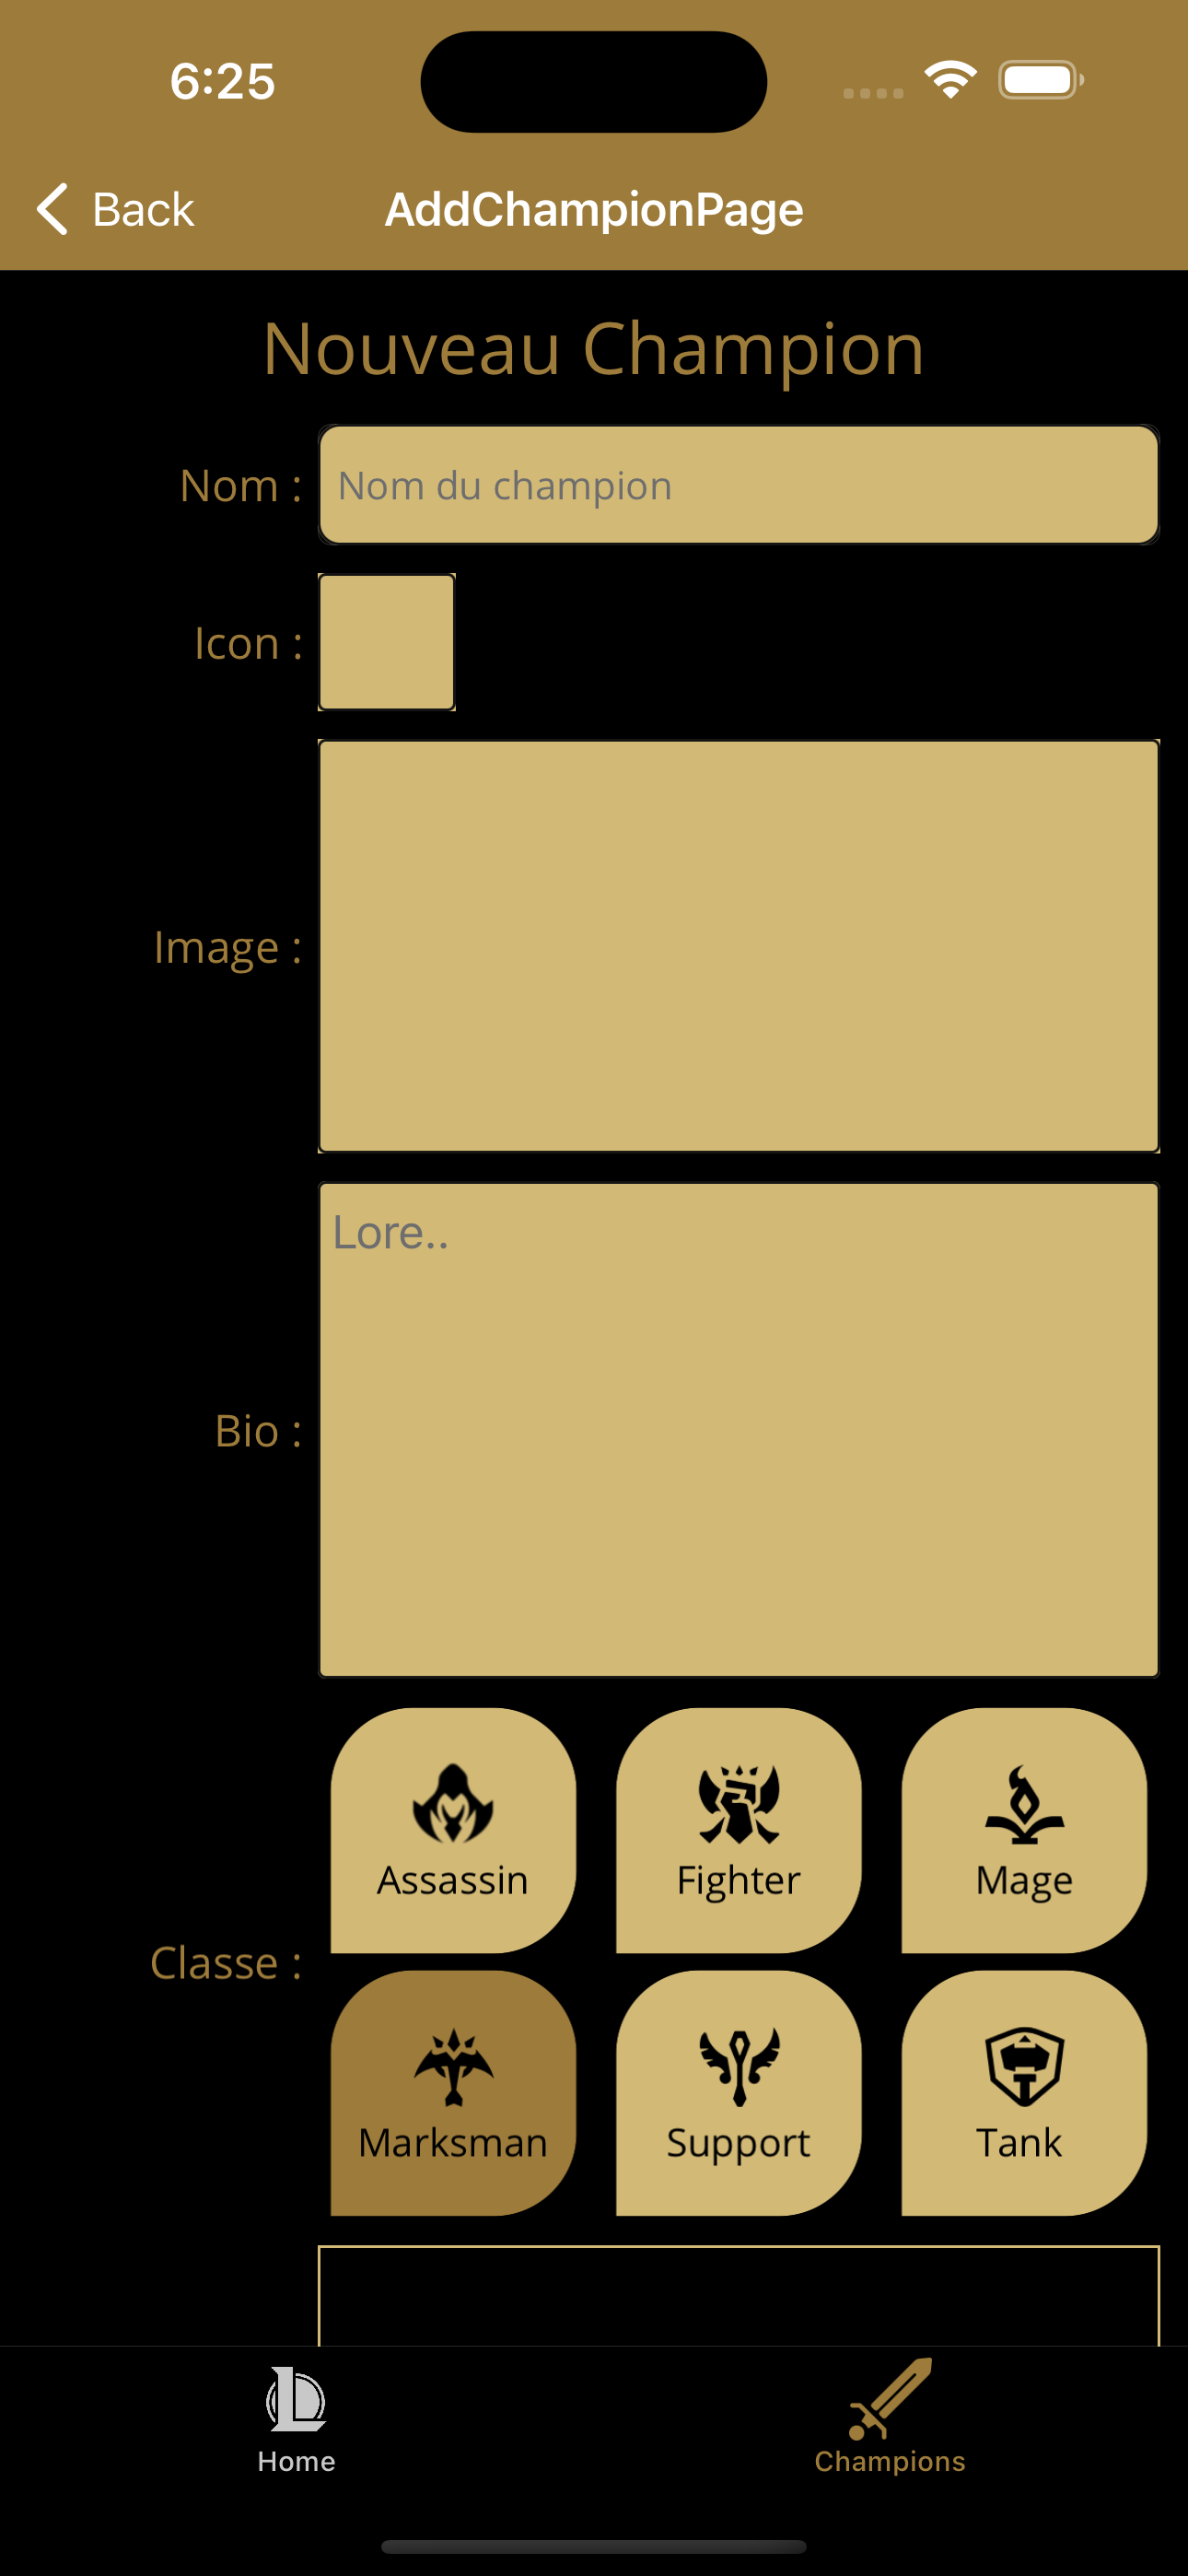 6:25
Back
AddChampionPage
Nouveau Champion
Nom :
Nom du champion
Icon :
Image :
Lore..
Bio :
Assassin
Fighter
Mage
Classe :
Marksman
Support
Tank
Home
Champions